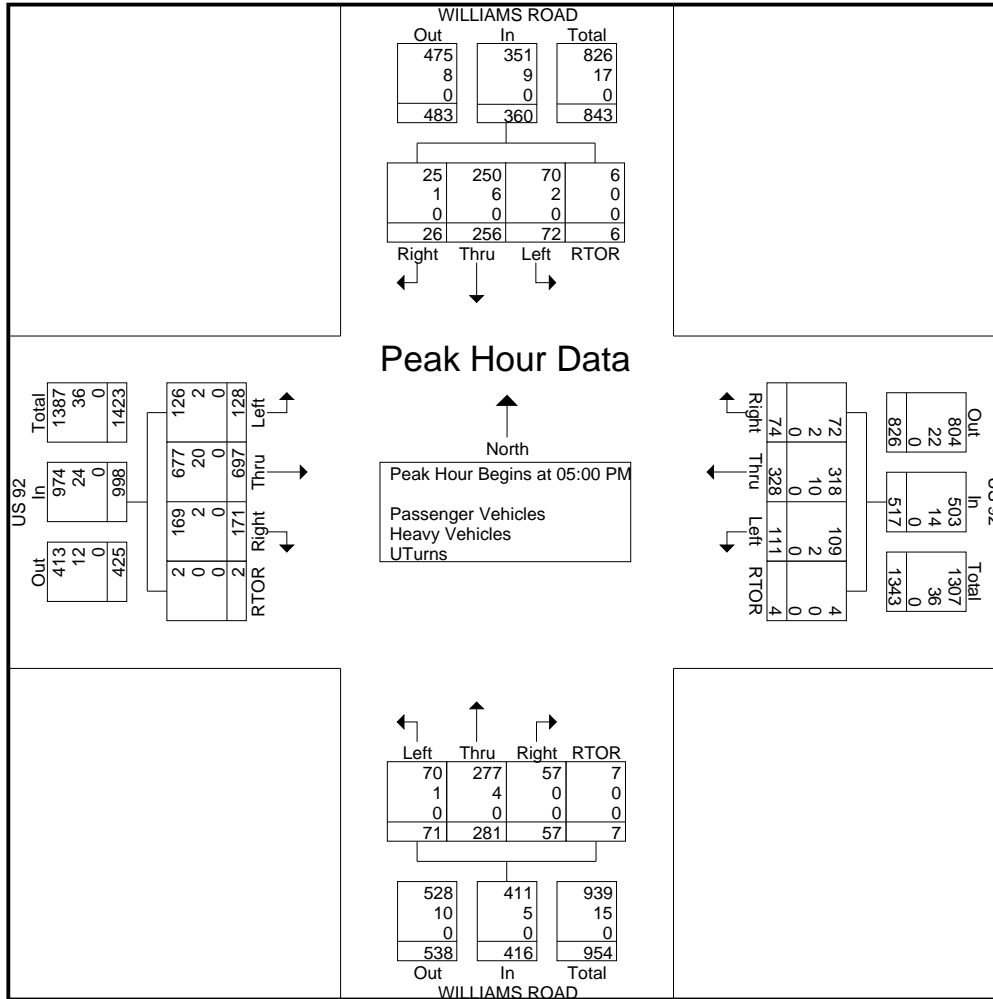 WILLIAMS ROAD
Out In Total
475 351 826
8 9 17
0 0 0
483 360 843
25 250 70 6
1 6 2 0
0 0 0 0
26 256 72 6
Right Thru Left RTOR
Peak Hour Data
North
Peak Hour Begins at 05:00 PM
Passenger Vehicles
Heavy Vehicles
UTurns
US 92
Total In Out
1387 974 413
36 24 12
0 0 0
1423 998 425
126 677 169 2
2 20 2 0
0 0 0 0
128 697 171 2
Left Thru Right RTOR
Right Thru Left RTOR
74 328 111 4
0 0 0 0
2 10 2 0
72 318 109 4
Out In Total
826 517 1343
0 0 0
22 14 36
804 503 1307
US 92
Left Thru Right RTOR
70 277 57 7
1 4 0 0
0 0 0 0
71 281 57 7
528 411 939
10 5 15
0 0 0
538 416 954
Out In Total
WILLIAMS ROAD